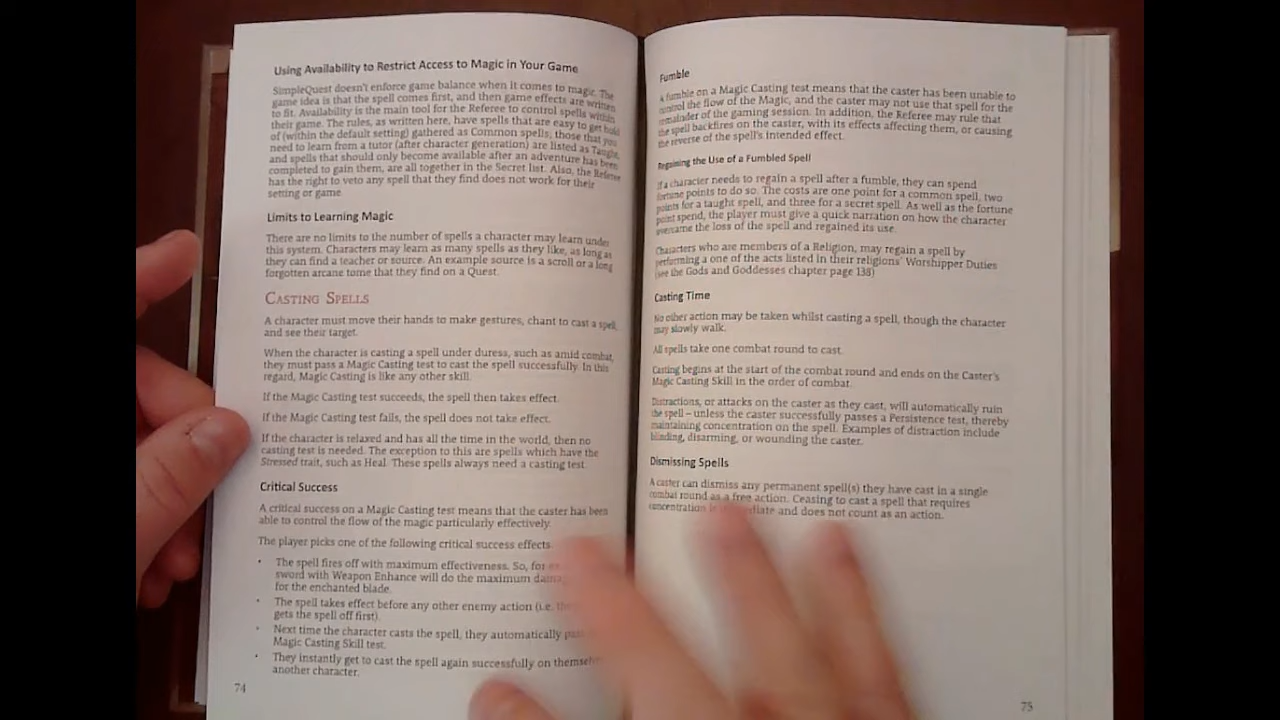 Using Availability to Restrict Access to Magic in Your Game
SimpleQuest doesn't enforce game balance when it comes to magic. The
game idea is that the spell comes first, and then game effects are written
to fit. Availability is the main tool for the Referee to control spells within
their game. The rules, as written here, have spells that are easy to get hold
of (within the default setting) gathered as Common spells; those that you
need to learn from a tutor (after character generation) are listed as Taught,
and spells that should only become available after an adventure has been
completed to gain them, are all together in the Secret list. Also, the Referee
has the right to veto any spell that they find does not work for their
setting or game.
Limits to Learning Magic
There are no limits to the number of spells a character may learn under
this system. Characters may learn as many spells as they like, as long as
they can find a teacher or source. An example source is a scroll or a long
forgotten arcane tome that they find on a Quest.
Casting Spells
A character must move their hands to make gestures, chant to cast a spell,
and see their target.
When the character is casting a spell under duress, such as amid combat,
they must pass a Magic Casting test to cast the spell successfully. In this
regard, Magic Casting is like any other skill.
If the Magic Casting test succeeds, the spell then takes effect.
If the Magic Casting test fails, the spell does not take effect.
If the character is relaxed and has all the time in the world, then no
casting test is needed. The exception to this are spells which have the
Stressed trait, such as Heal. These spells always need a casting test.
Critical Success
A critical success on a Magic Casting test means that the caster has been
able to control the flow of the magic particularly effectively.
The player picks one of the following critical success effects.
• The spell fires off with maximum effectiveness. So, for
sword with Weapon Enhance will do the maximum
for the enchanted blade.
• The spell takes effect before any other enemy action (i.e.
gets the spell off first).
• Next time the character casts the spell, they automatically
Magic Casting Skill test.
• They instantly get to cast the spell again successfully on
another character.
74
Fumble
A fumble on a Magic Casting test means that the caster has been unable to
control the flow of the Magic, and the caster may not use that spell for the
remainder of the gaming session. In addition, the Referee may rule that
the spell backfires on the caster, with its effects affecting them, or causing
the reverse of the spell's intended effect.
Regaining the Use of a Fumbled Spell
If a character needs to regain a spell after a fumble, they can spend
fortune points to do so. The costs are one point for a common spell, two
points for a taught spell, and three for a secret spell. As well as the fortune
point spend, the player must give a quick narration on how the character
overcame the loss of the spell and regained its use.
Characters who are members of a Religion, may regain a spell by
performing a one of the acts listed in their religions' Worshipper Duties
(see the Gods and Goddesses chapter page 138)
Casting Time
No other action may be taken whilst casting a spell, though the character
may slowly walk.
All spells take one combat round to cast.
Casting begins at the start of the combat round and ends on the Caster's
Magic Casting Skill in the order of combat.
Distractions, or attacks on the caster as they cast, will automatically ruin
the spell – unless the caster successfully passes a Persistence test, thereby
maintaining concentration on the spell. Examples of distraction include
blinding, disarming, or wounding the caster.
Dismissing Spells
A caster can dismiss any permanent spell(s) they have cast in a single
combat round as a free action. Ceasing to cast a spell that requires
concentration is immediate and does not count as an action.
75